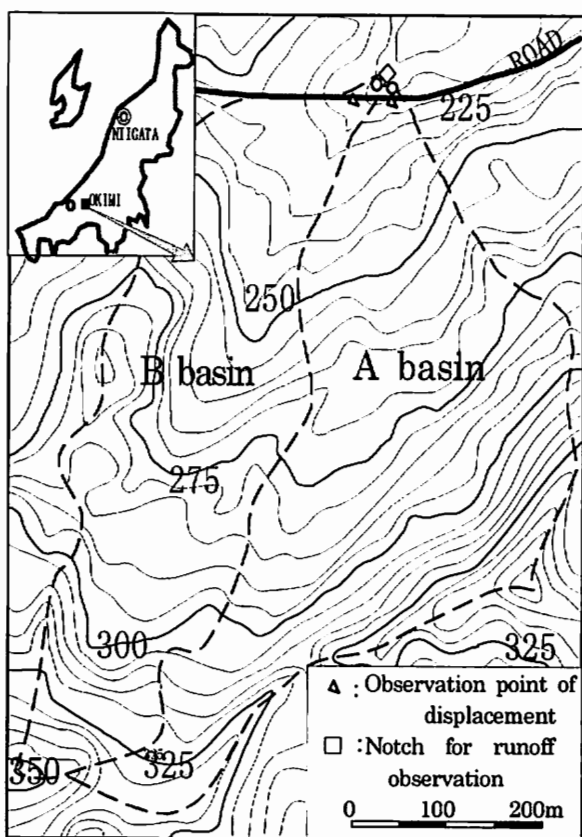 NIIGATA
OKIMI
ROAD
225
250
B basin
A basin
275
300
325
325
350
△ : Observation point of
displacement
□ : Notch for runoff
observation
0 100 200m